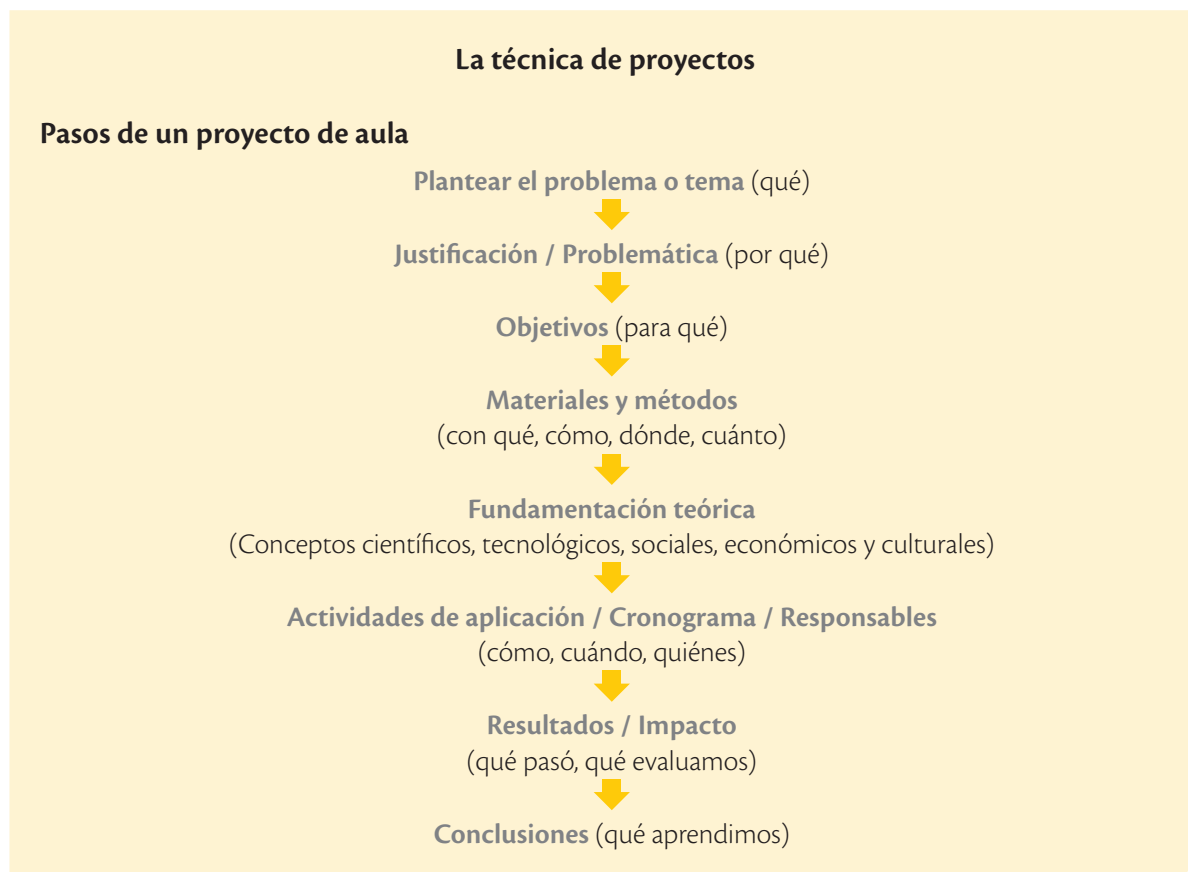 La técnica de proyectos
Pasos de un proyecto de aula
Plantear el problema o tema (qué)
Justificación / Problemática (por qué)
Objetivos (para qué)
Materiales y métodos
(con qué, cómo, dónde, cuánto)
Fundamentación teórica
(Conceptos científicos, tecnológicos, sociales, económicos y culturales)
Actividades de aplicación / Cronograma / Responsables
(cómo, cuándo, quiénes)
Resultados / Impacto
(qué pasó, qué evaluamos)
Conclusiones (qué aprendimos)